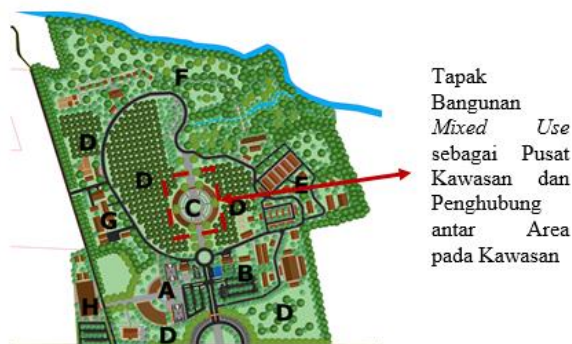 F
D
D
C
D
E
G
A
B
H
D
D
Tapak
Bangunan
Mixed Use
sebagai Pusat
Kawasan dan
Penghubung
antar Area
pada Kawasan